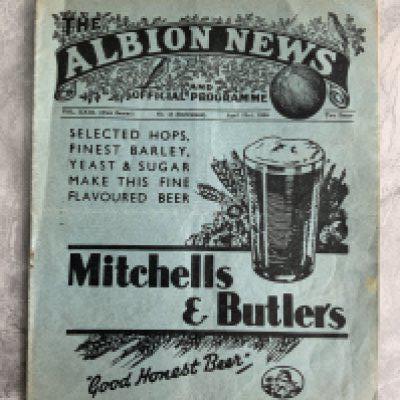 THE
ALBION NEWS
AND
OFFICIAL PROGRAMME
SELECTED HOPS,
FINEST BARLEY,
YEAST & SUGAR
MAKE THIS FINE
FLAVOURED BEER
Mitchells
& Butlers
"Good Honest Beer"